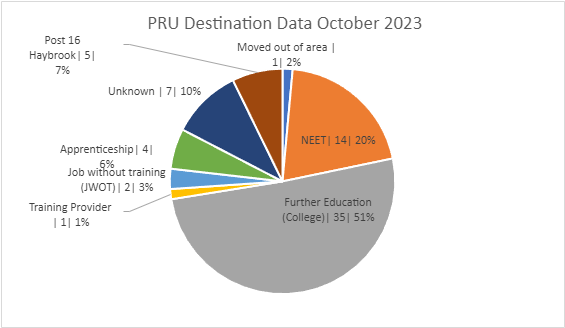 PRU Destination Data October 2023
Moved out of area |
1| 2%
NEET| 14| 20%
Further Education
(College)| 35| 51%
Training Provider
| 1| 1%
Job without training
(JWOT) | 2| 3%
Apprenticeship| 4|
6%
Unknown | 7| 10%
Post 16
Haybrook| 5|
7%